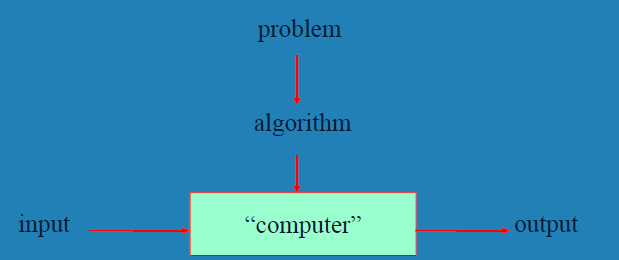 problem
algorithm
input
“computer”
output